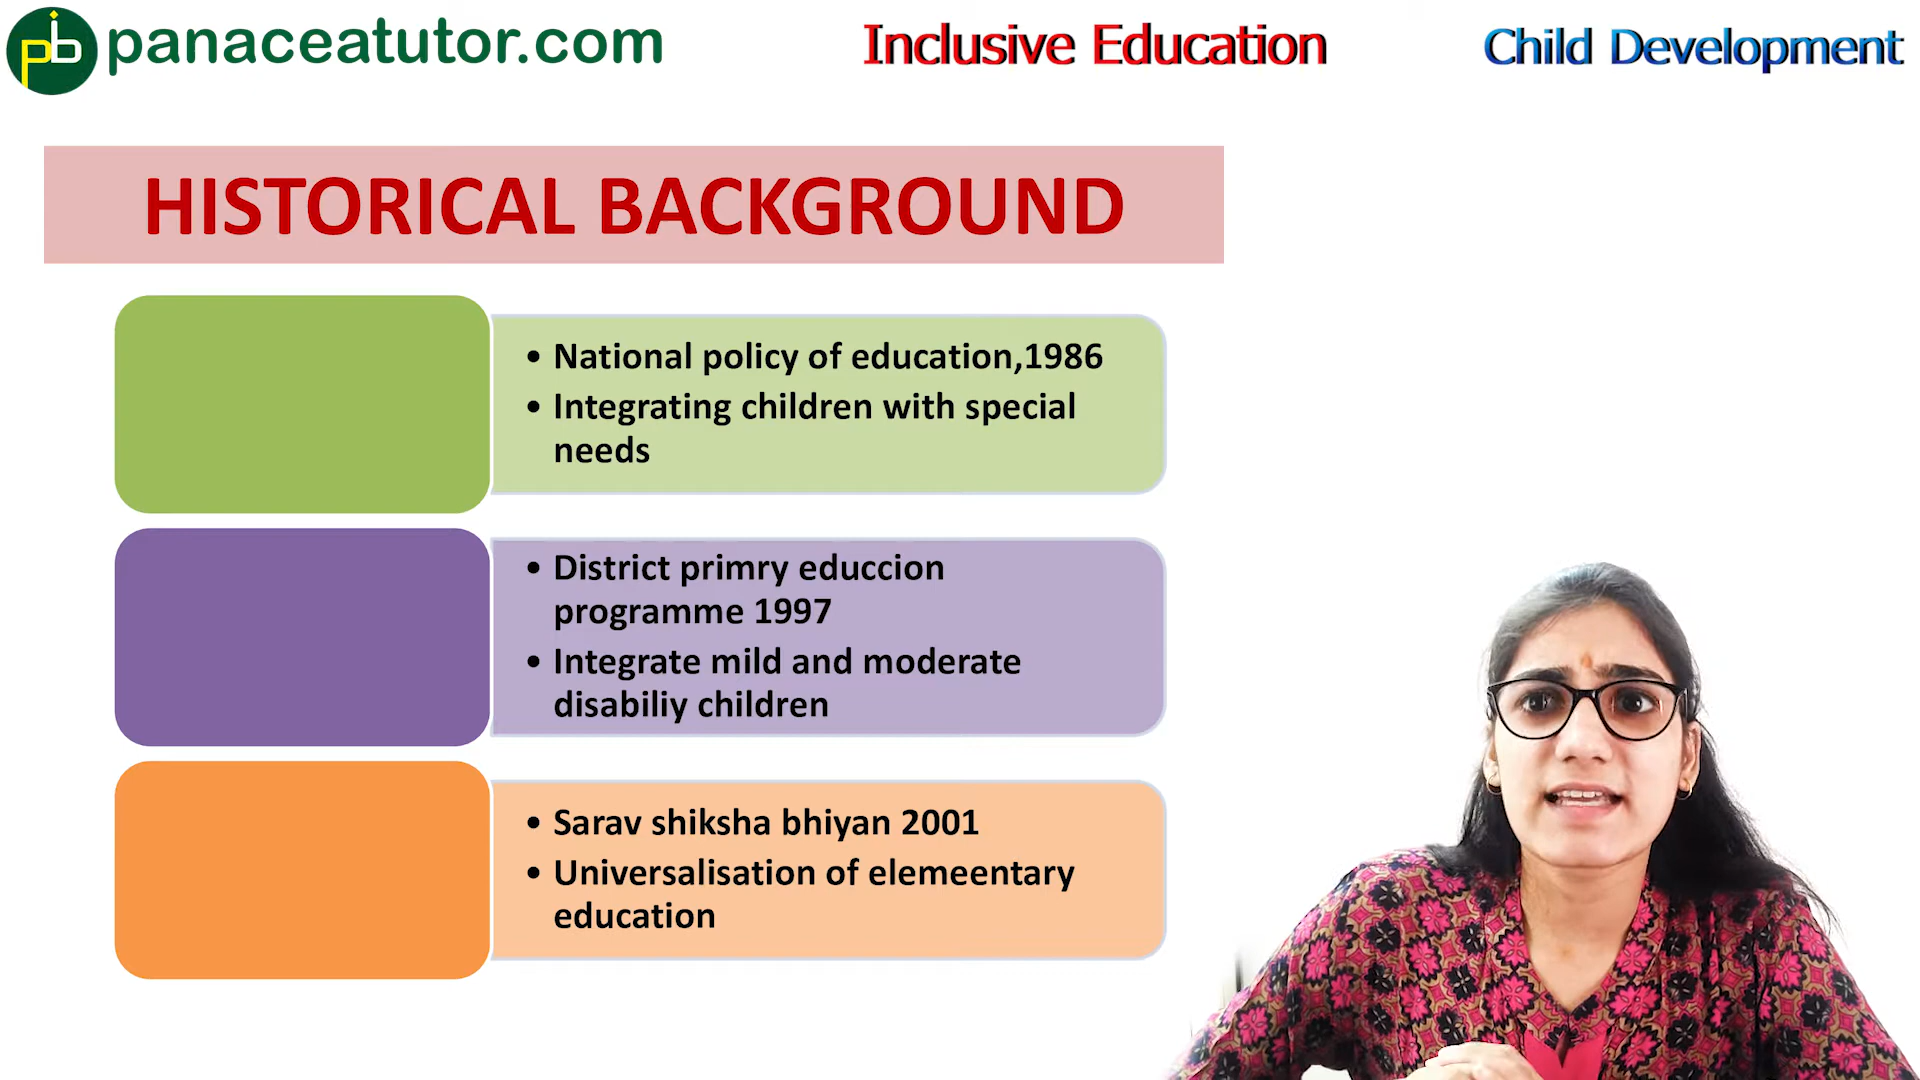 panaceatutor.com
Inclusive Education
Child Development
HISTORICAL BACKGROUND
• National policy of education,1986
• Integrating children with special
needs
• District primry educcion
programme 1997
• Integrate mild and moderate
disabiliy children
• Sarav shiksha bhiyan 2001
• Universalisation of elemeentary
education